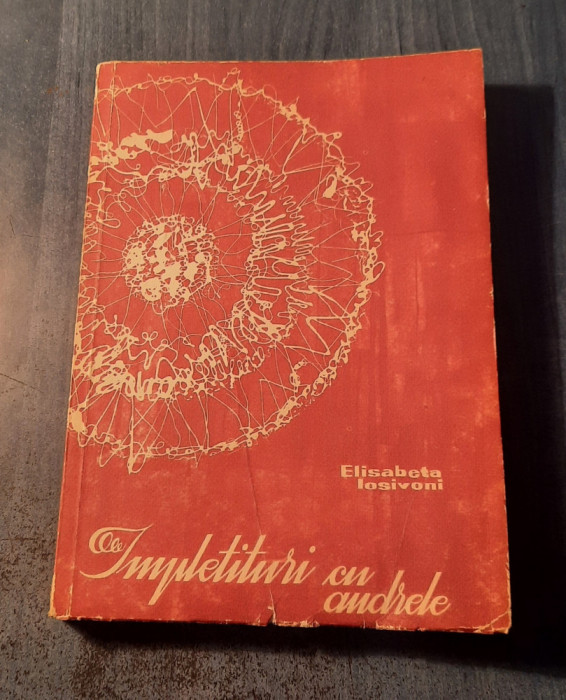 Elisabeta
Iosivoni
Impletituri cu
andrele